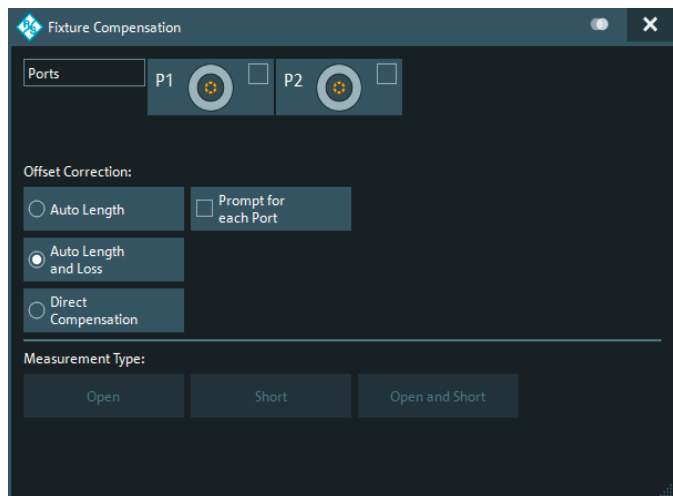 Fixture Compensation
Ports
P1
P2
Offset Correction:
Auto Length
Prompt for
each Port
Auto Length
and Loss
Direct
Compensation
Measurement Type:
Open
Short
Open and Short